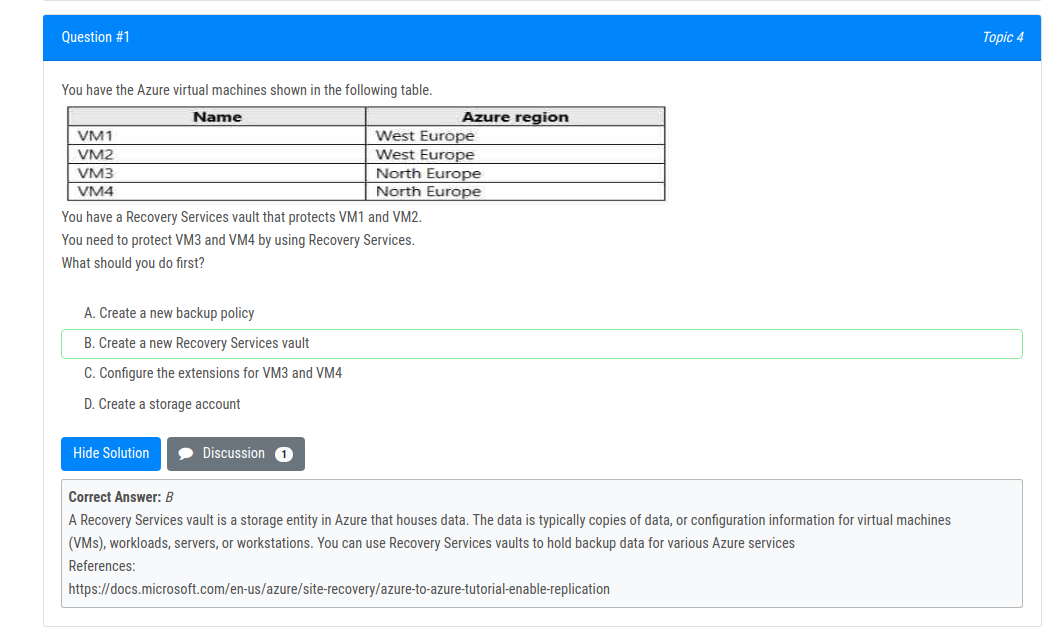 Question #1
Topic 4
You have the Azure virtual machines shown in the following table.
Name Azure region
VM1 West Europe
VM2 West Europe
VM3 North Europe
VM4 North Europe
You have a Recovery Services vault that protects VM1 and VM2.
You need to protect VM3 and VM4 by using Recovery Services.
What should you do first?
A. Create a new backup policy
B. Create a new Recovery Services vault
C. Configure the extensions for VM3 and VM4
D. Create a storage account
Hide Solution
Discussion 1
Correct Answer: B
A Recovery Services vault is a storage entity in Azure that houses data. The data is typically copies of data, or configuration information for virtual machines
(VMs), workloads, servers, or workstations. You can use Recovery Services vaults to hold backup data for various Azure services
References:
https://docs.microsoft.com/en-us/azure/site-recovery/azure-to-azure-tutorial-enable-replication